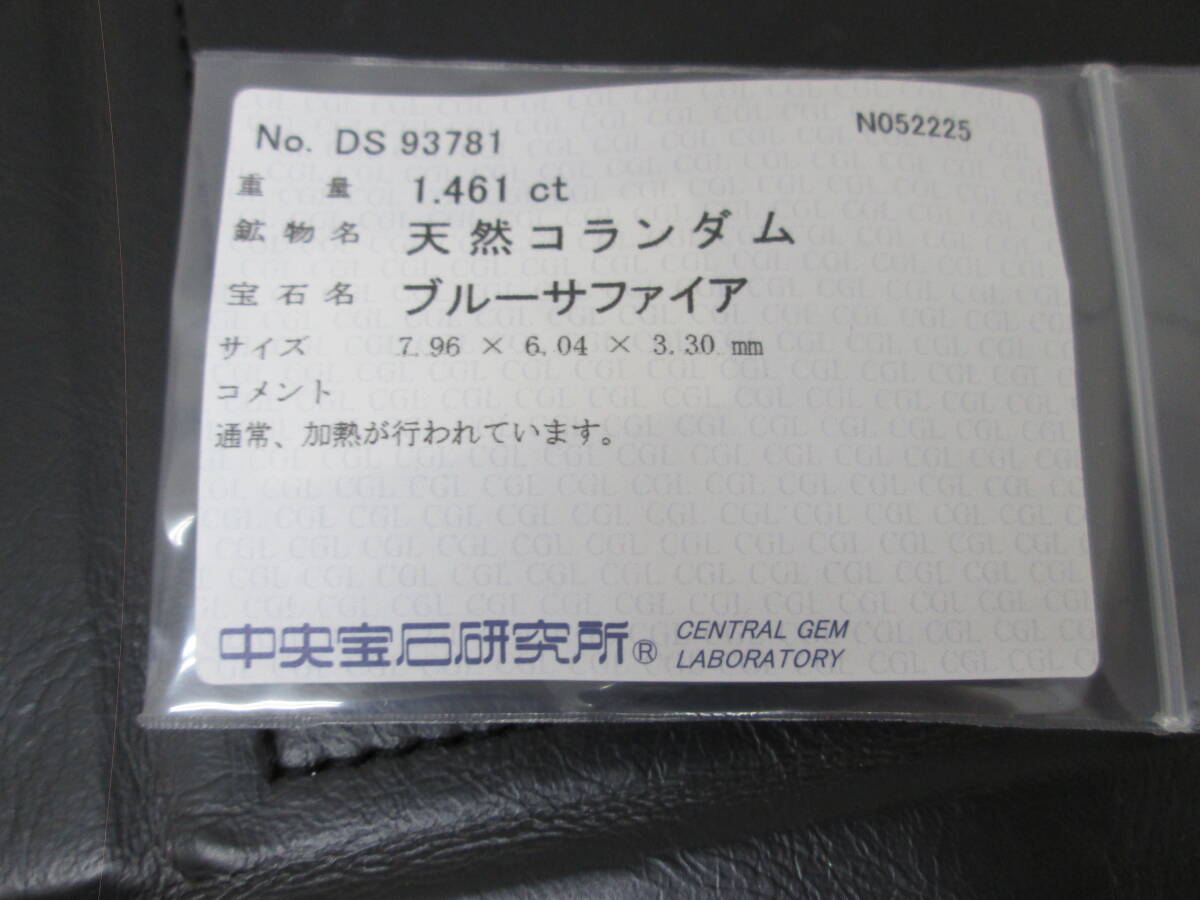 No. DS 93781
N052225
重量 1.461 ct
鉱物名 天然コランダム
宝石名 ブルーサファイア
サイズ 7.96 × 6.04 × 3.30 mm
コメント
通常、加熱が行われています。
中央宝石研究所® CENTRAL GEM
LABORATORY